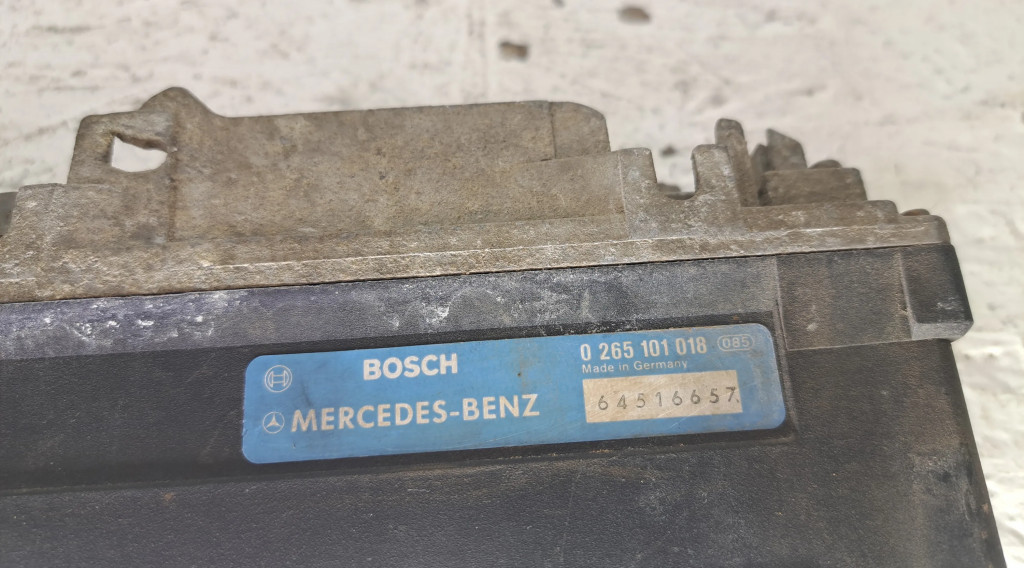 BOSCH
MERCEDES-BENZ
0 265 101 018 085
Made in Germany
64516657